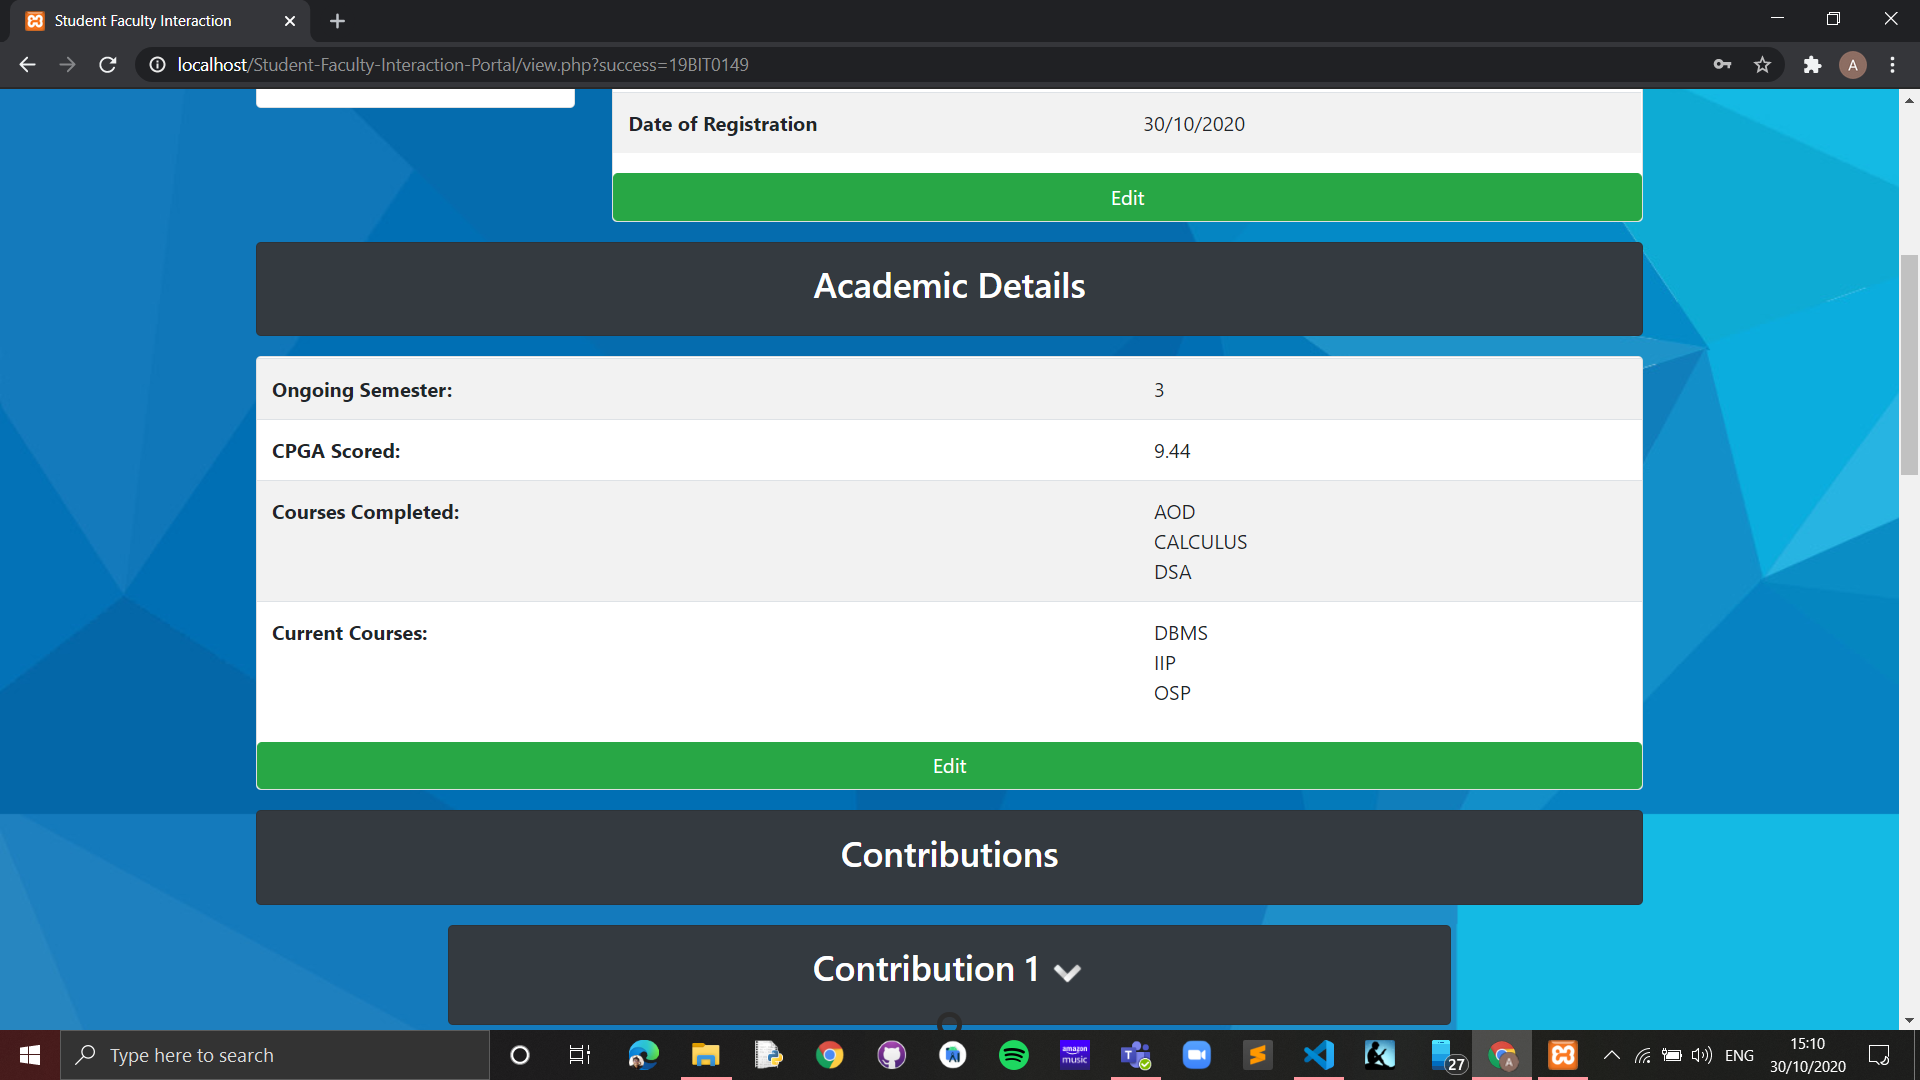 Student Faculty Interaction
localhost/Student-Faculty-Interaction-Portal/view.php?success=19BIT0149
A
Date of Registration 30/10/2020
Edit
Academic Details
Ongoing Semester: 3
CPGA Scored: 9.44
Courses Completed: AOD
CALCULUS
DSA
Current Courses: DBMS
IIP
OSP
Edit
Contributions
Contribution 1
Type here to search
amazon
music
27
A
ENG
15:10
30/10/2020